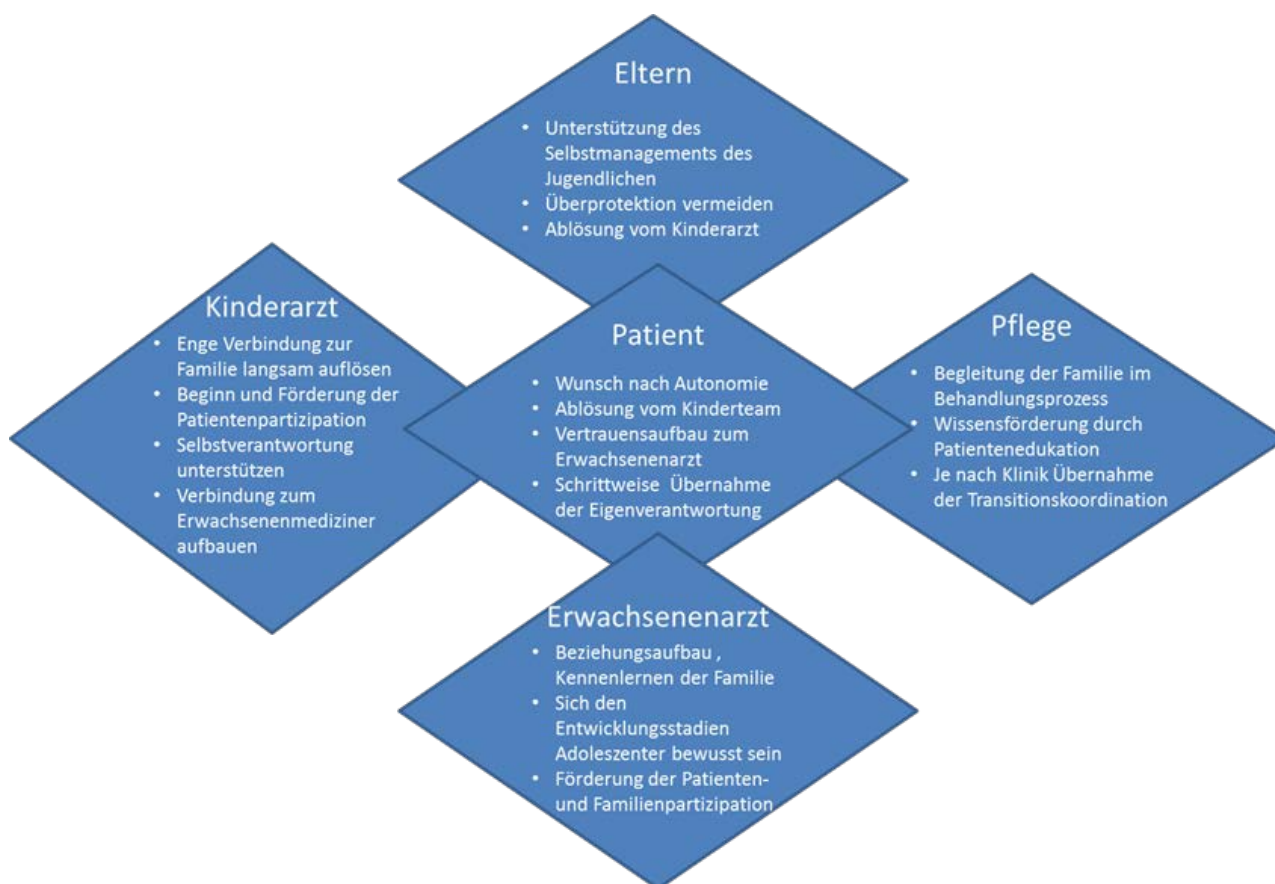 Eltern
• Unterstützung des
Selbstmanagements des
Jugendlichen
• Überprotektion vermeiden
• Ablösung vom Kinderarzt
Kinderarzt
• Enge Verbindung zur
Familie langsam auflösen
• Beginn und Förderung der
Patientenpartizipation
• Selbstverantwortung
unterstützen
• Verbindung zum
Erwachsenenmediziner
aufbauen
Patient
• Wunsch nach Autonomie
• Ablösung vom Kinderteam
• Vertrauensaufbau zum
Erwachsenenarzt
• Schrittweise Übernahme
der Eigenverantwortung
Pflege
• Begleitung der Familie im
Behandlungsprozess
• Wissensförderung durch
Patientenedukation
• Je nach Klinik Übernahme
der Transitionskoordination
Erwachsenenarzt
• Beziehungsaufbau ,
Kennenlernen der Familie
• Sich den
Entwicklungsstadien
Adoleszenter bewusst sein
• Förderung der Patienten-
und Familienpartizipation